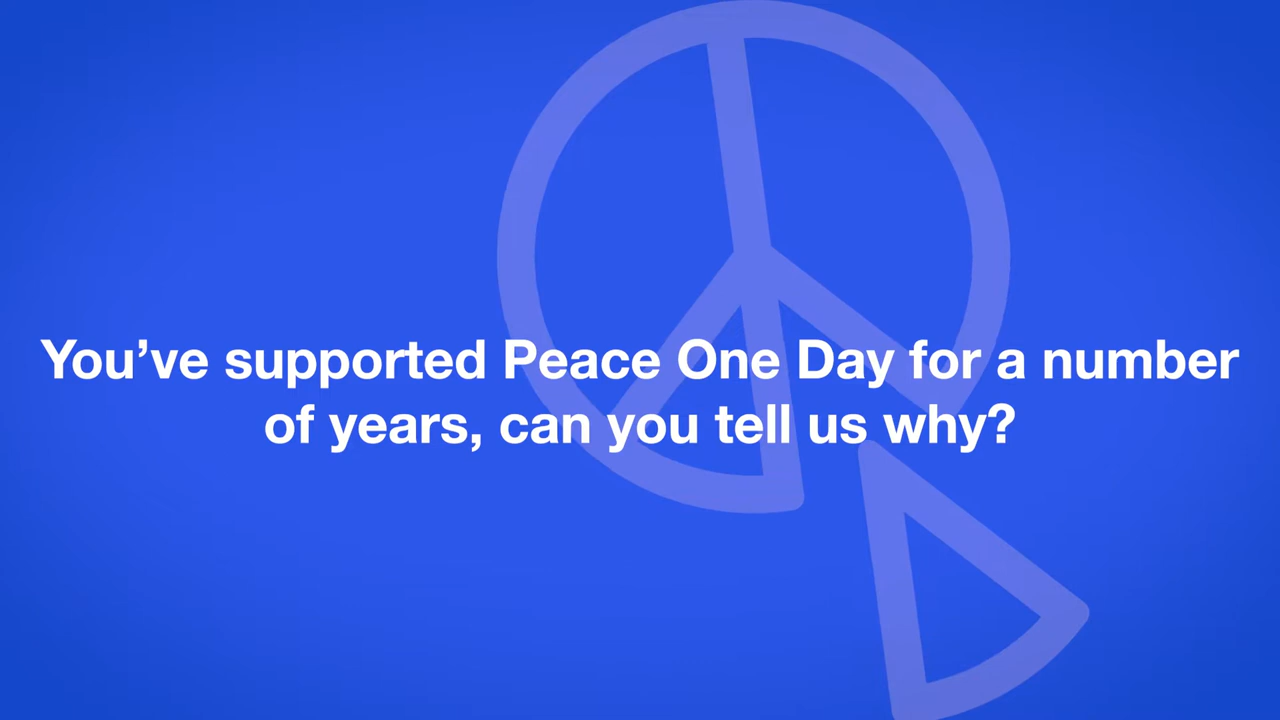 You’ve supported Peace One Day for a number
of years, can you tell us why?